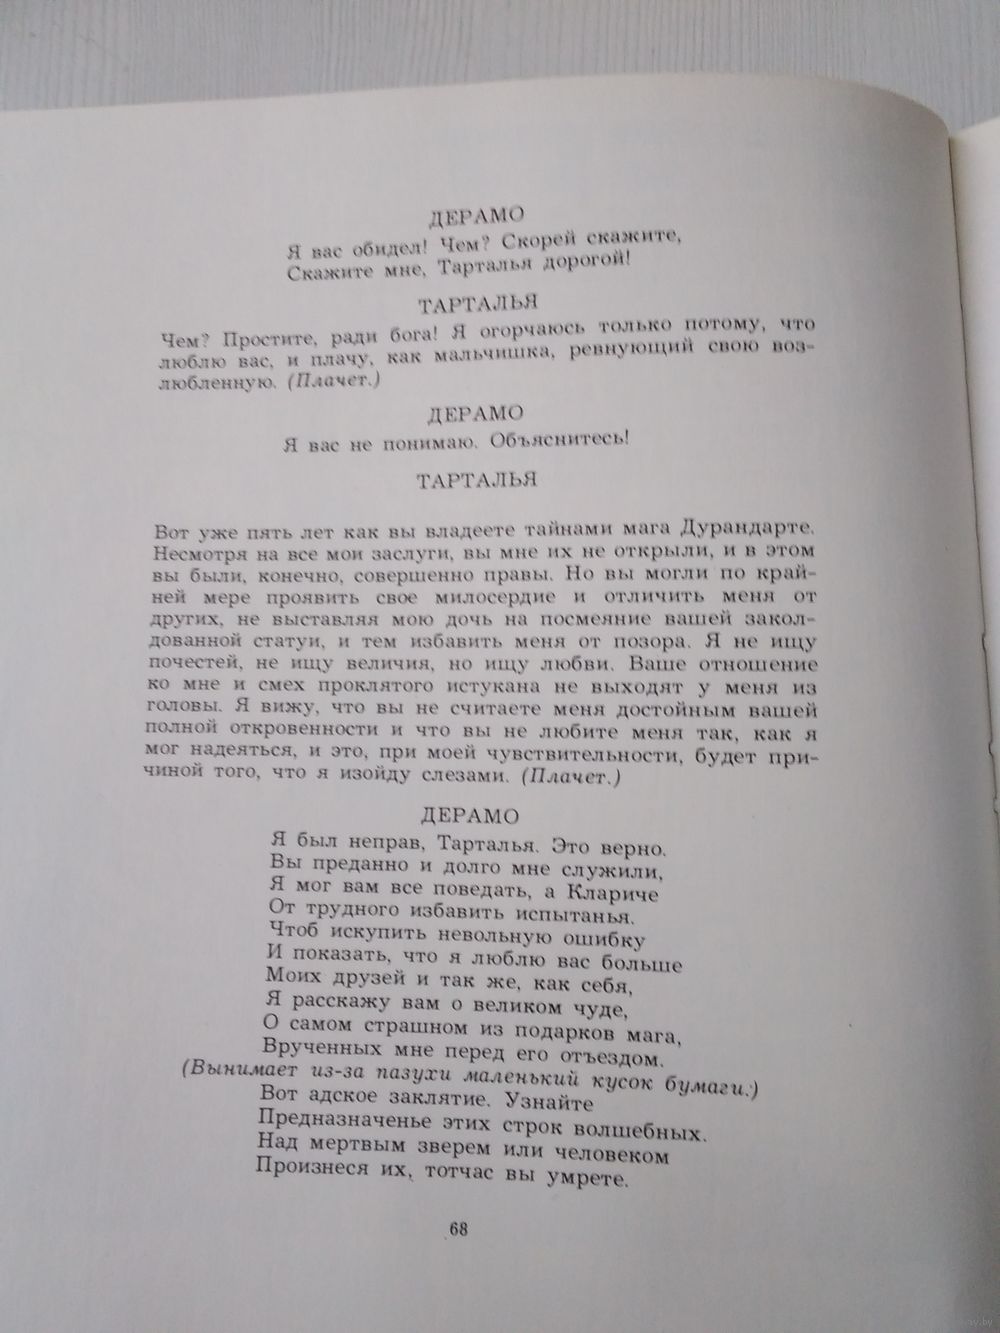 ДЕРАМО
Я вас обидел! Чем? Скорей скажите,
Скажите мне, Тарталья дорогой!
ТАРТАЛЬЯ
Чем? Простите, ради бога! Я огорчаюсь только потому, что
люблю вас, и плачу, как мальчишка, ревнующий свою воз-
любленную. (Плачет.)
ДЕРАМО
Я вас не понимаю. Объяснитесь!
ТАРТАЛЬЯ
Вот уже пять лет как вы владеете тайнами мага Дурандарте.
Несмотря на все мои заслуги, вы мне их не открыли, и в этом
вы были, конечно, совершенно правы. Но вы могли по край-
ней мере проявить свое милосердие и отличить меня от
других, не выставляя мою дочь на посмеяние вашей закол-
дованной статуи, и тем избавить меня от позора. Я не ищу
почестей, не ищу величия, но ищу любви. Ваше отношение
ко мне и смех проклятого истукана не выходят у меня из
головы. Я вижу, что вы не считаете меня достойным вашей
полной откровенности и что вы не любите меня так, как я
мог надеяться, и это, при моей чувствительности, будет при-
чиной того, что я изойду слезами. (Плачет.)
ДЕРАМО
Я был неправ, Тарталья. Это верно.
Вы преданно и долго мне служили,
Я мог вам все поведать, а Клариче
От трудного избавить испытанья.
Чтоб искупить невольную ошибку
И показать, что я люблю вас больше
Моих друзей и так же, как себя,
Я расскажу вам о великом чуде,
О самом страшном из подарков мага,
Врученных мне перед его отъездом.
(Вынимает из-за пазухи маленький кусок бумаги.)
Вот адское заклятие. Узнайте
Предназначенье этих строк волшебных.
Над мертвым зверем или человеком
Произнеся их, тотчас вы умрете.
68